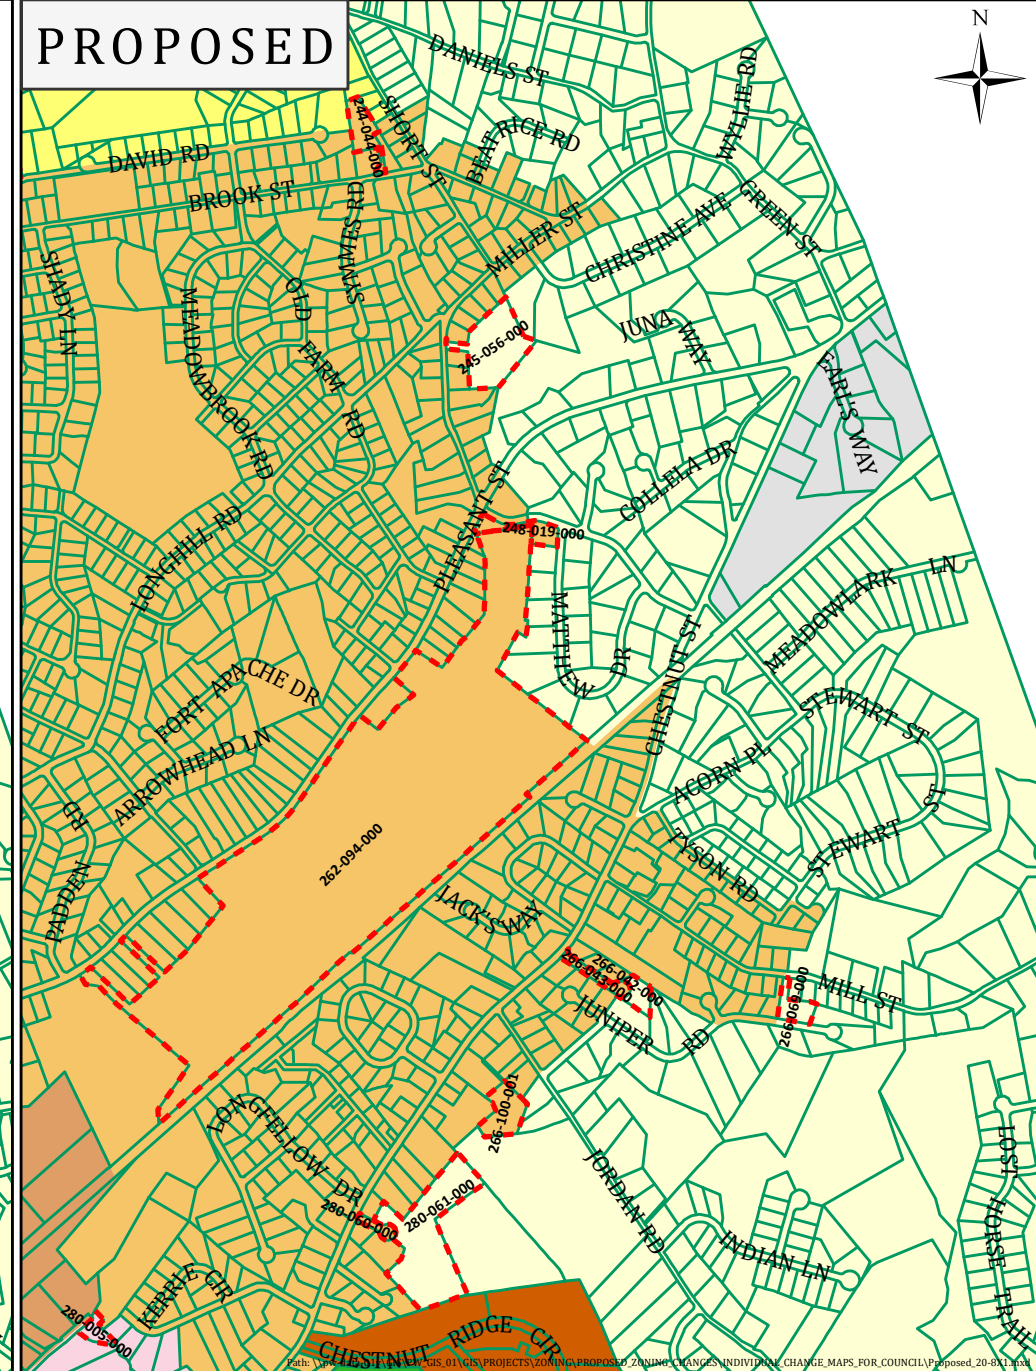 PROPOSED
N
DANIELS ST
WYLIE RD
SHORT ST
244-044-000
BEATRICE RD
DAVID RD
BROOK ST
SYMMES RD
GREEN ST
CHRISTINE AVE
MILLER ST
SHADY LN
MEADOWBROOK RD
OLD FARM RD
245-056-000
JUNA WAY
EARL'S WAY
COLLELA DR
PLEASANT ST
248-019-000
LONGHILL RD
MATTHEW DR
MEADOWLARK LN
CHESTNUT ST
FORT APACHE DR
STEWART ST
ARROWHEAD LN
ACORN PL
STEWART ST
PADDEN RD
TYSON RD
262-094-000
JACK'S WAY
266-042-000
266-043-000
MILL ST
266-069-000
JUNIPER RD
266-100-001
LONGFELLOW DR
JORDAN RD
LOST HORSE TRAIL
280-061-000
280-060-000
INDIAN LN
KERRIE CIR
280-005-000
CHESTNUT RIDGE CIR